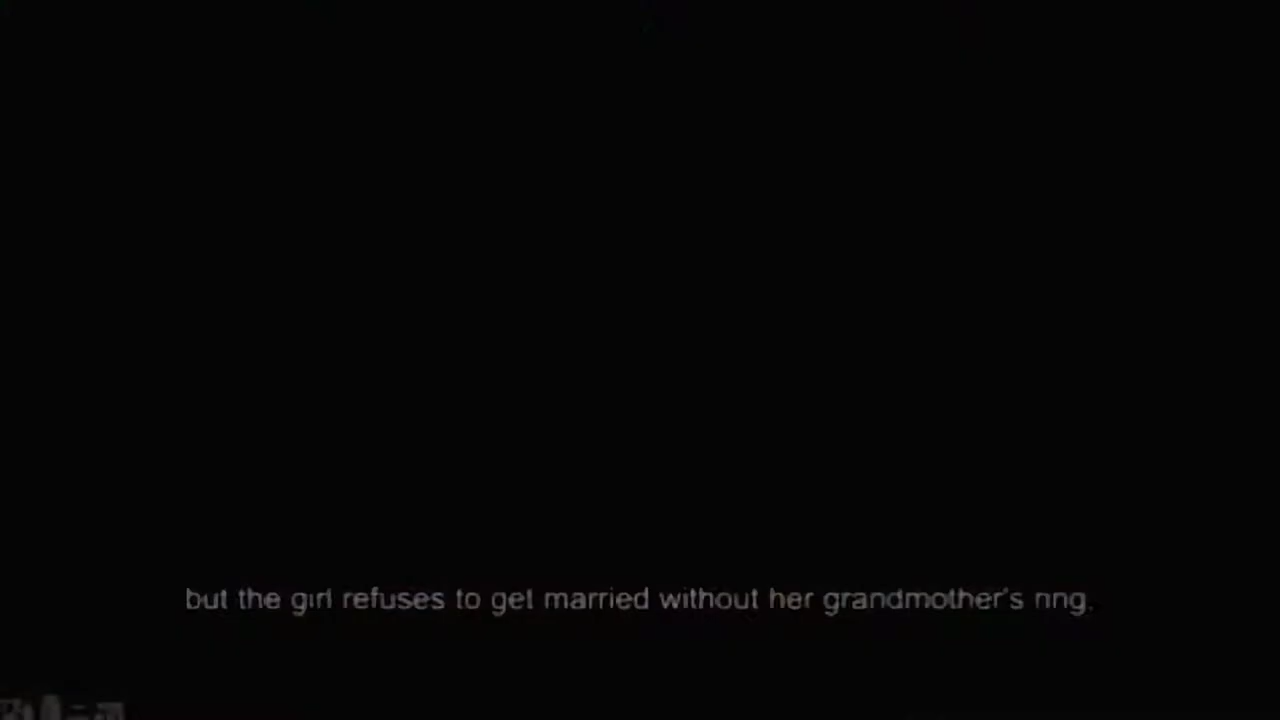 but the girl refuses to get married without her grandmother's ring.